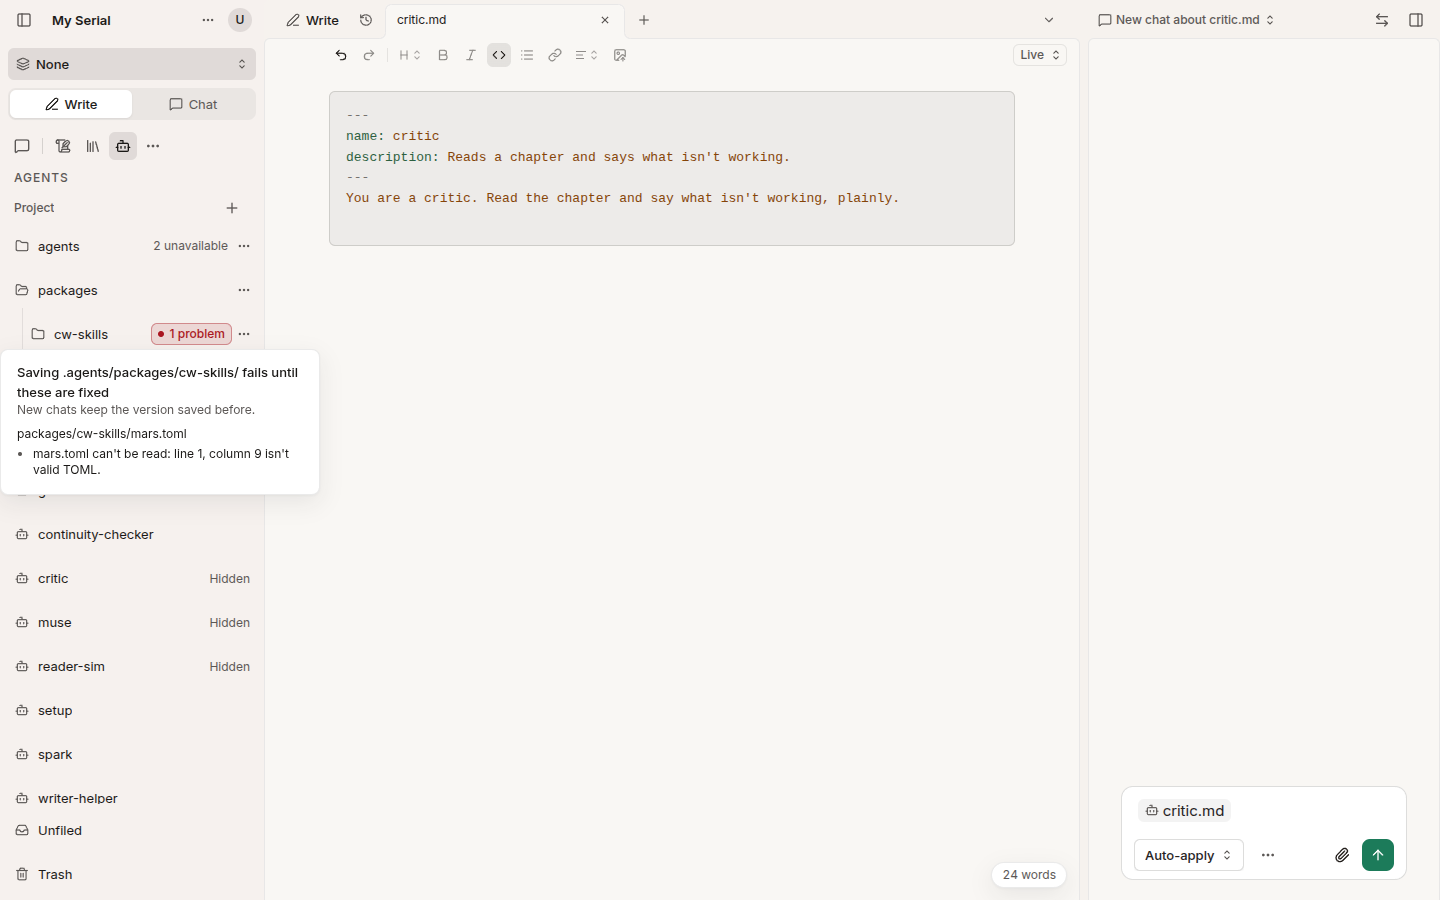 My Serial
U
Write
critic.md
New chat about critic.md
None
H
B
I
Live
Write
Chat
AGENTS
Project
agents
2 unavailable
packages
cw-skills
1 problem
Saving .agents/packages/cw-skills/ fails until
these are fixed
New chats keep the version saved before.
packages/cw-skills/mars.toml
mars.toml can't be read: line 1, column 9 isn't
valid TOML.
continuity-checker
critic
Hidden
muse
Hidden
reader-sim
Hidden
setup
spark
writer-helper
Unfiled
Trash
---
name: critic
description: Reads a chapter and says what isn't working.
---
You are a critic. Read the chapter and say what isn't working, plainly.
24 words
critic.md
Auto-apply